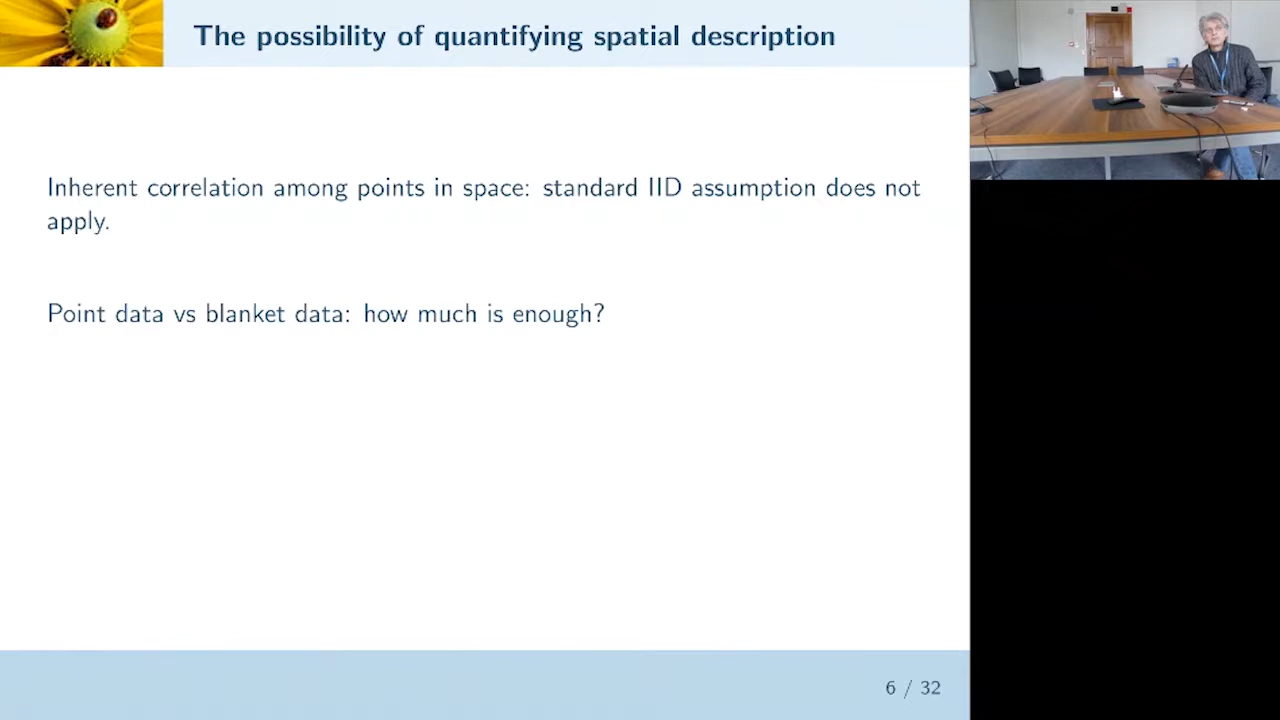 The possibility of quantifying spatial description
Inherent correlation among points in space: standard IID assumption does not
apply.
Point data vs blanket data: how much is enough?
6 / 32